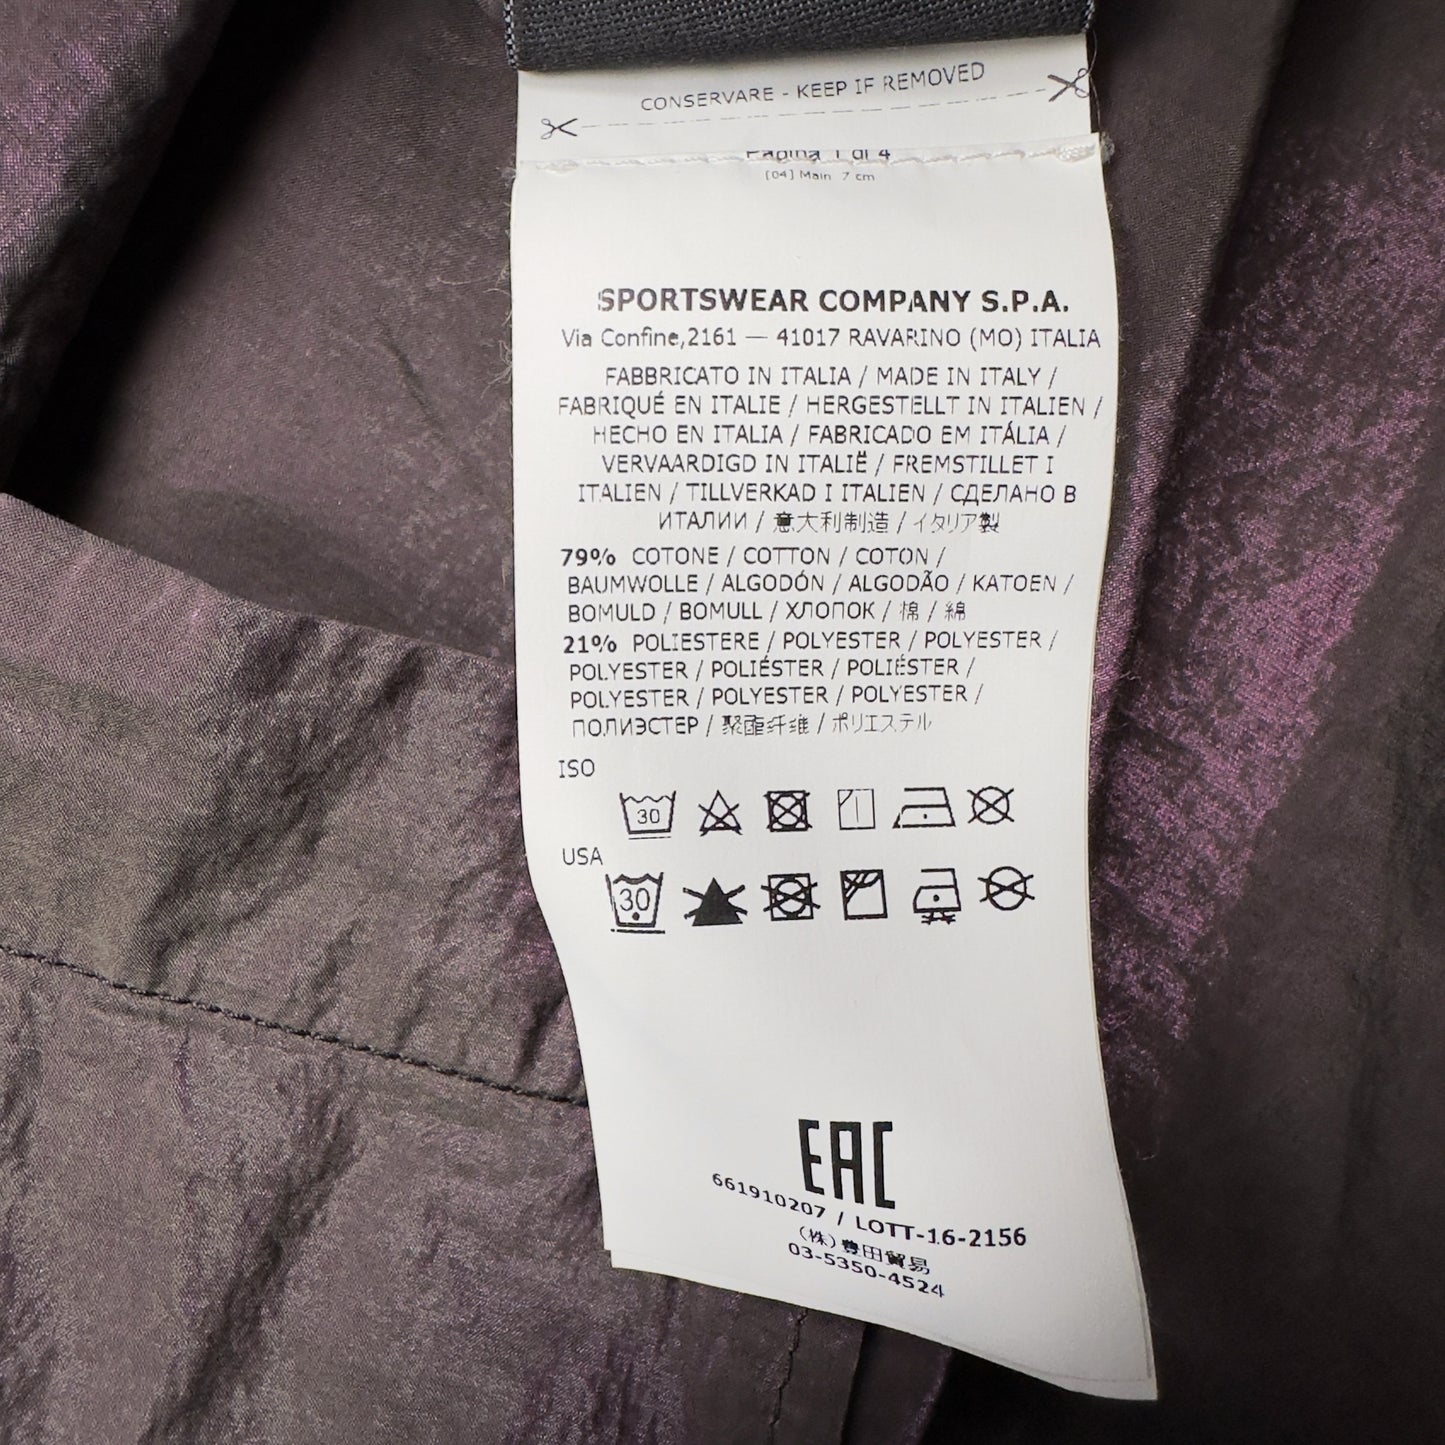 CONSERVARE - KEEP IF REMOVED
Pagina 1 di 4
[04] Main 7 cm
SPORTSWEAR COMPANY S.P.A.
Via Confine,2161 — 41017 RAVARINO (MO) ITALIA
FABBRICATO IN ITALIA / MADE IN ITALY /
FABRIQUÉ EN ITALIE / HERGESTELLT IN ITALIEN /
HECHO EN ITALIA / FABRICADO EM ITÁLIA /
VERVAARDIGD IN ITALIË / FREMSTILLET I
ITALIEN / TILLVERKAD I ITALIEN / СДЕЛАНО В
ИТАЛИИ / 意大利制造 / イタリア製
79% COTONE / COTTON / COTON /
BAUMWOLLE / ALGODÓN / ALGODÃO / KATOEN /
BOMULD / BOMULL / ХЛОПОК / 棉 / 綿
21% POLIESTERE / POLYESTER / POLYESTER /
POLYESTER / POLIÉSTER / POLIÉSTER /
POLYESTER / POLYESTER / POLYESTER /
ПОЛИЭСТЕР / 聚酯纤维 / ポリエステル
ISO
30
USA
30
EAC
661910207 / LOTT-16-2156
(株)豊田貿易
03-5350-4524